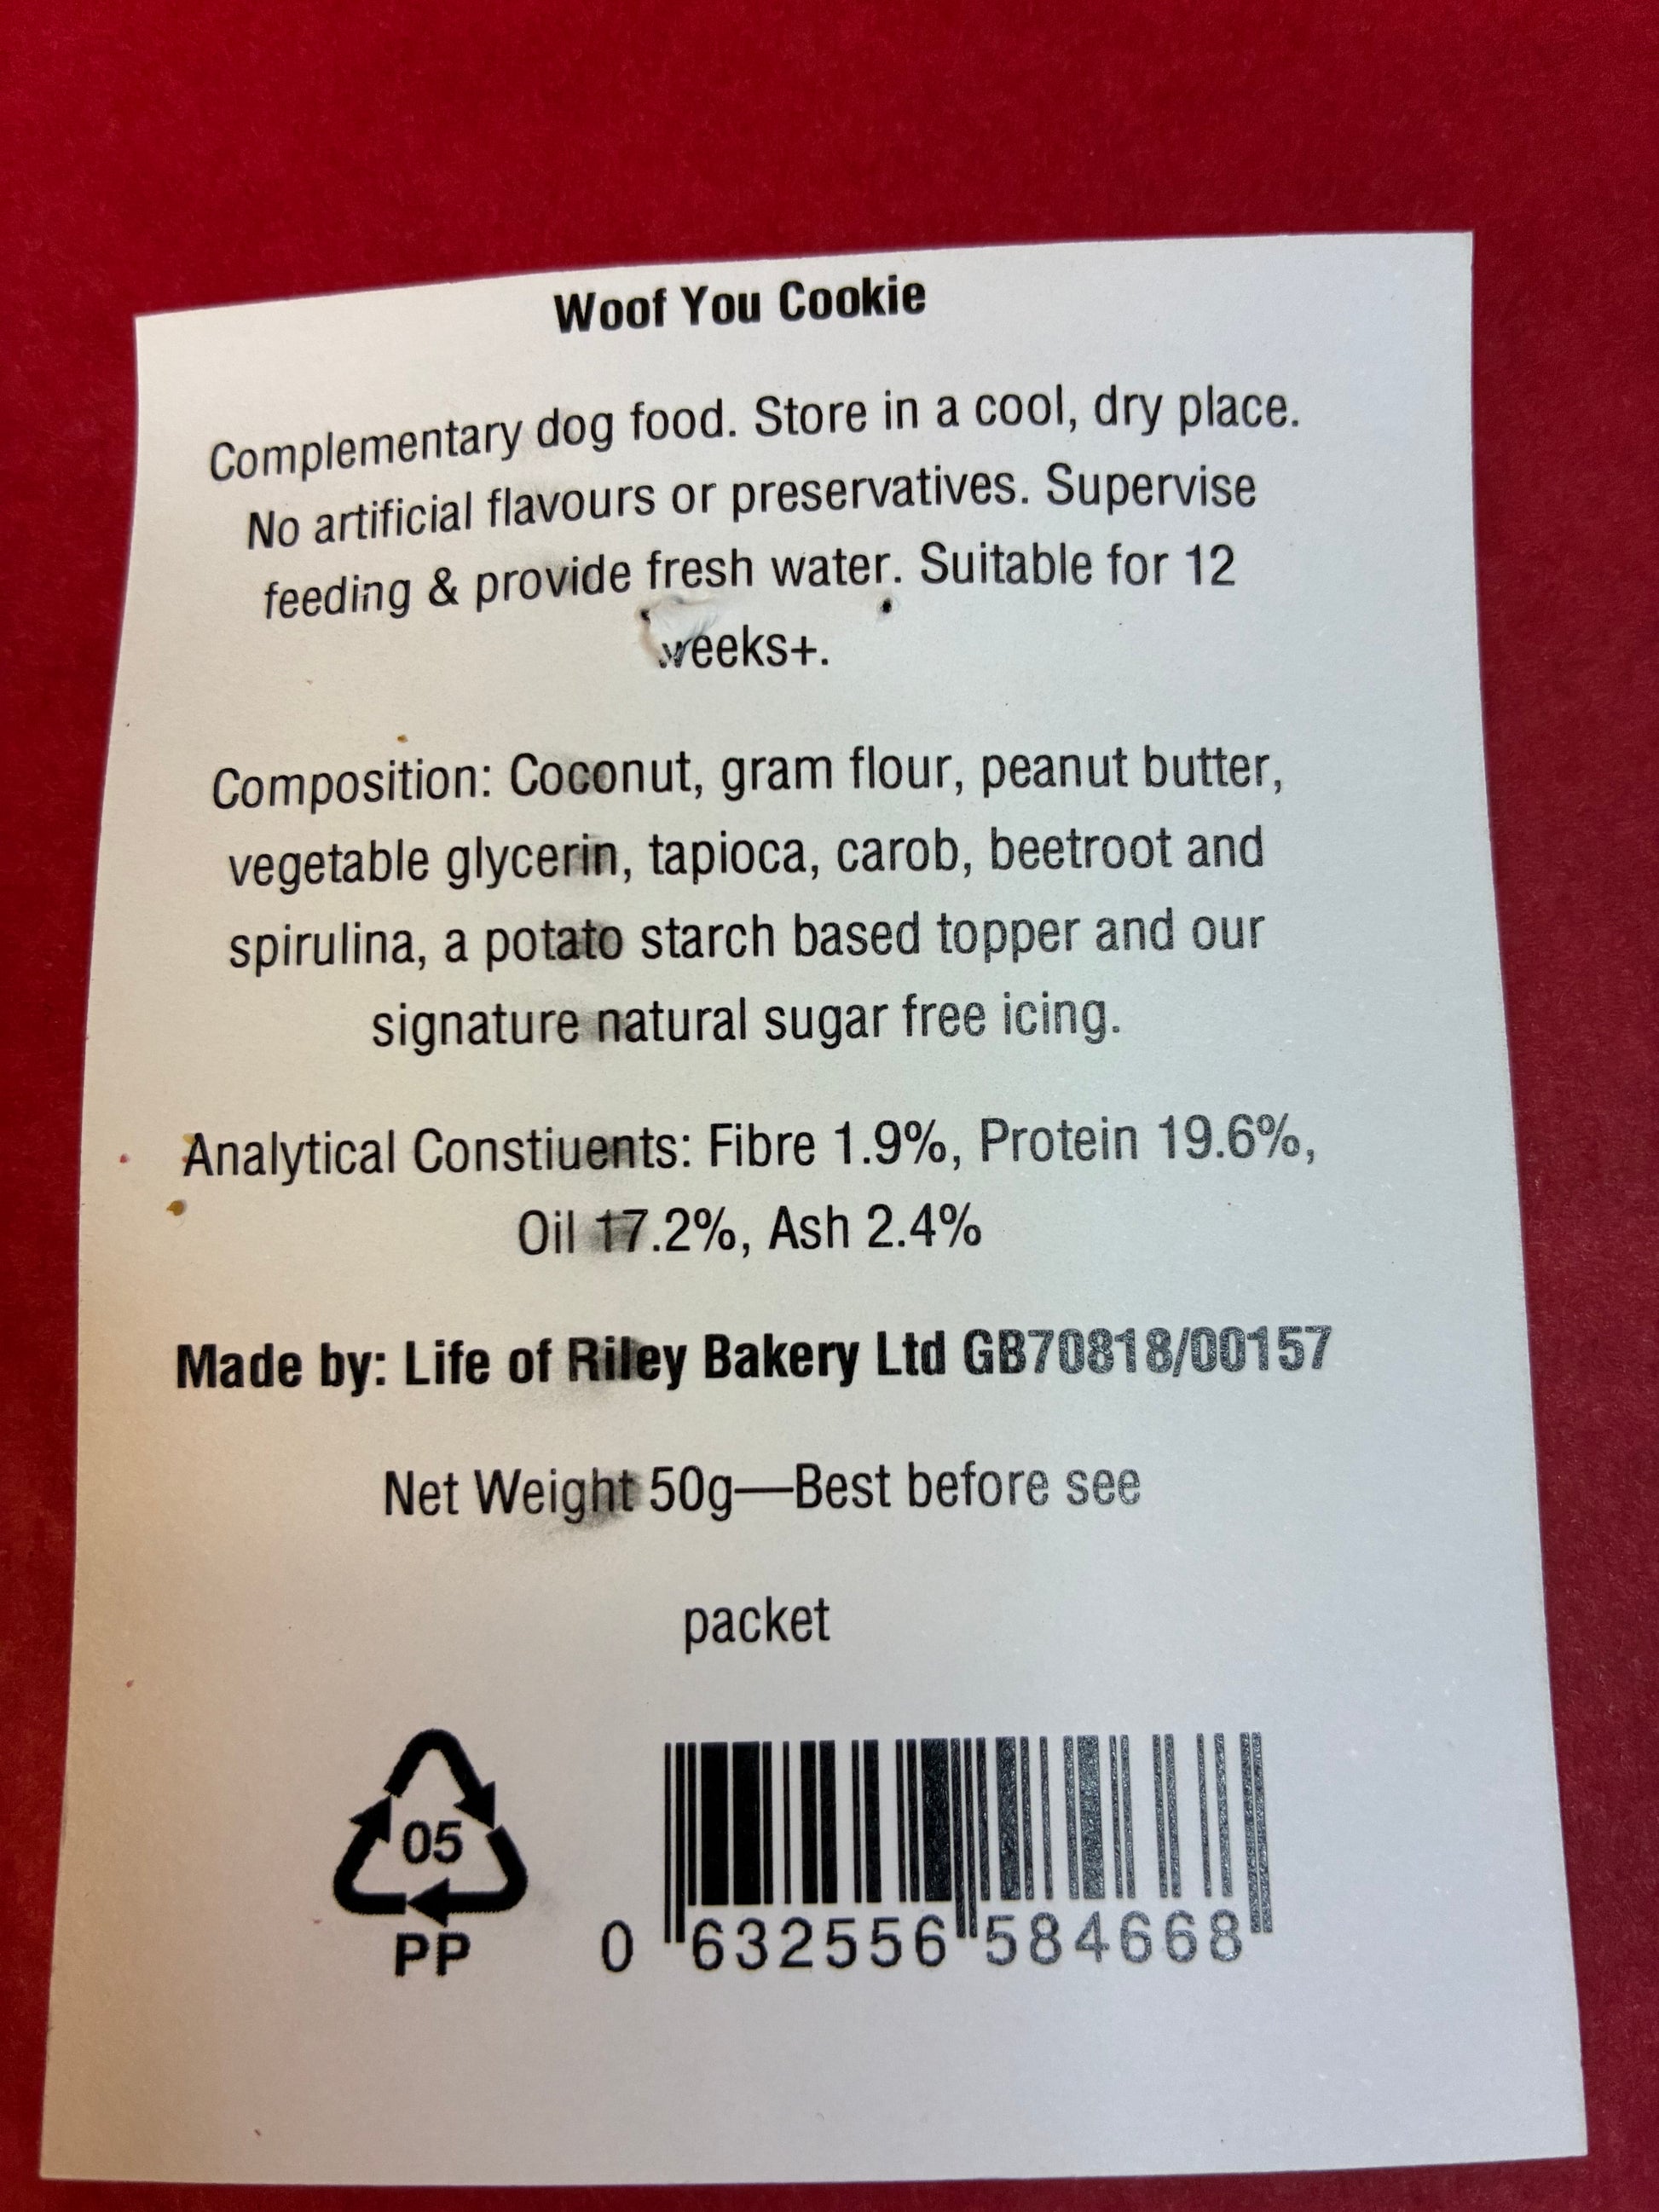 Woof You Cookie
Complementary dog food. Store in a cool, dry place.
No artificial flavours or preservatives. Supervise
feeding & provide fresh water. Suitable for 12
weeks+.
Composition: Coconut, gram flour, peanut butter,
vegetable glycerin, tapioca, carob, beetroot and
spirulina, a potato starch based topper and our
signature natural sugar free icing.
Analytical Constiuents: Fibre 1.9%, Protein 19.6%,
Oil 17.2%, Ash 2.4%
Made by: Life of Riley Bakery Ltd GB70818/00157
Net Weight 50g—Best before see
packet
05
PP
0 632556 584668